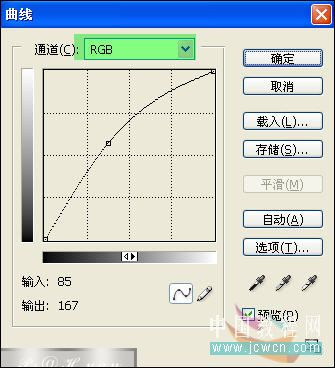 曲线
通道(C): RGB
确定
取消
载入(L)...
存储(S)...
平滑(M)
自动(A)
选项(T)...
输入: 85
输出: 167
预览(P)
中国教程网
www.jcwcn.com